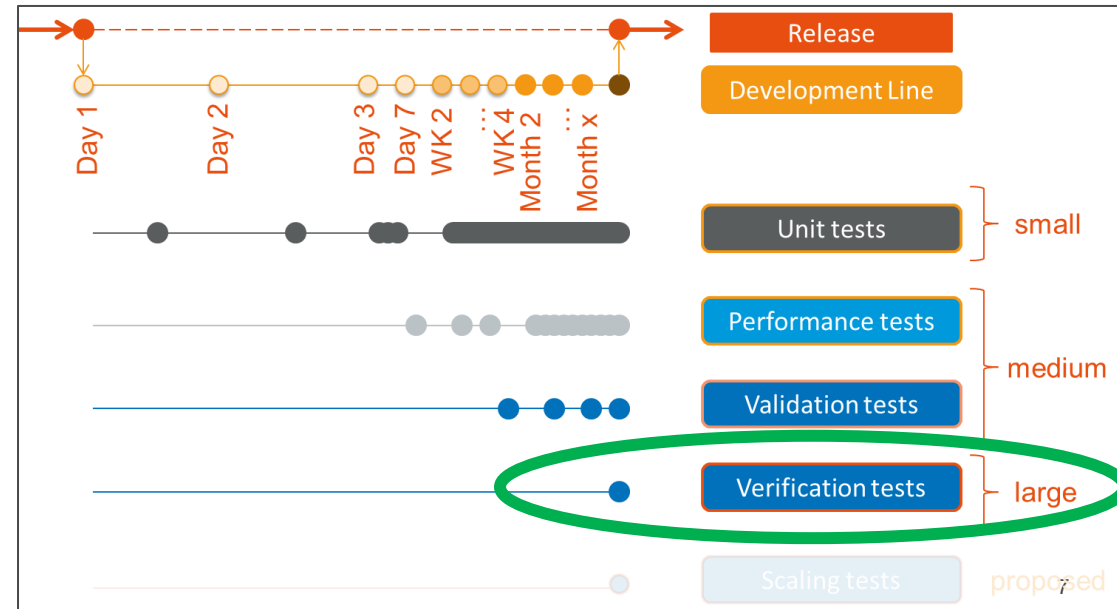 Release
Development Line
Day 1
Day 2
Day 3
Day 7
WK 2
...
WK 4
Month 2
...
Month x
Unit tests
small
Performance tests
medium
Validation tests
Verification tests
large
Scaling tests
proposed
7